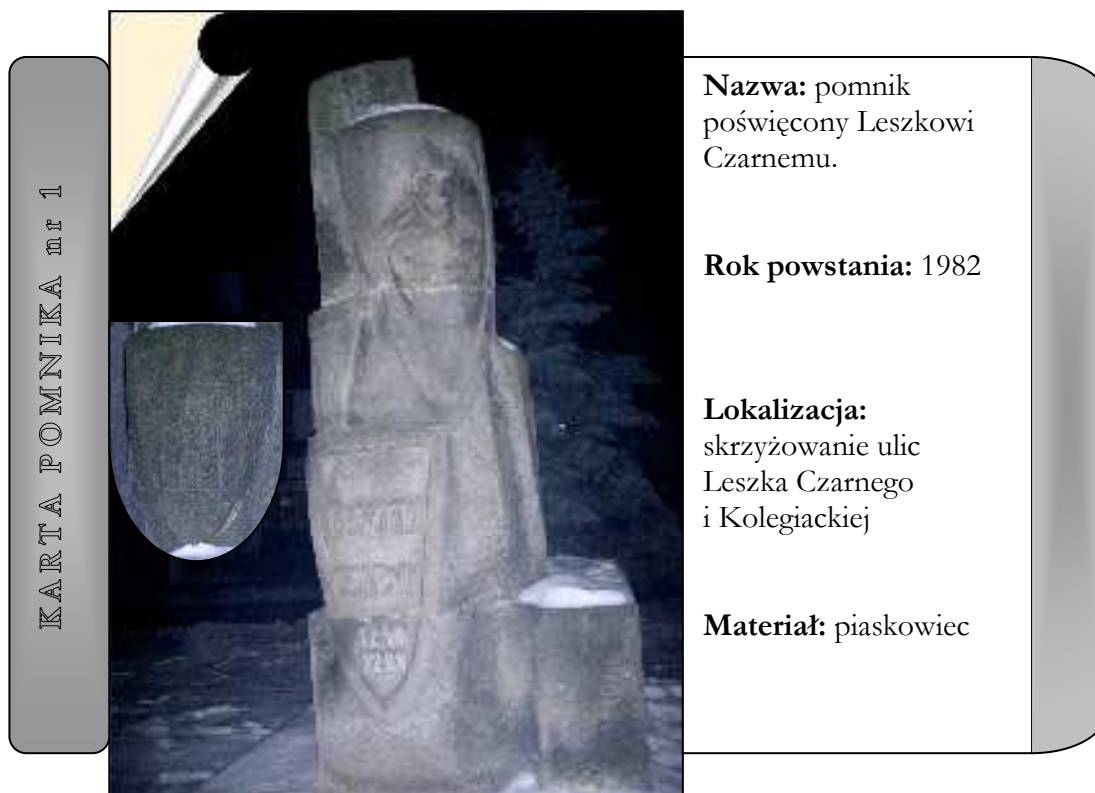 KARTA POMNIKA nr 1
Nazwa: pomnik
poświęcony Leszkowi
Czarnemu.
Rok powstania: 1982
Lokalizacja:
skrzyżowanie ulic
Leszka Czarnego
i Kolegiackiej
Materiał: piaskowiec